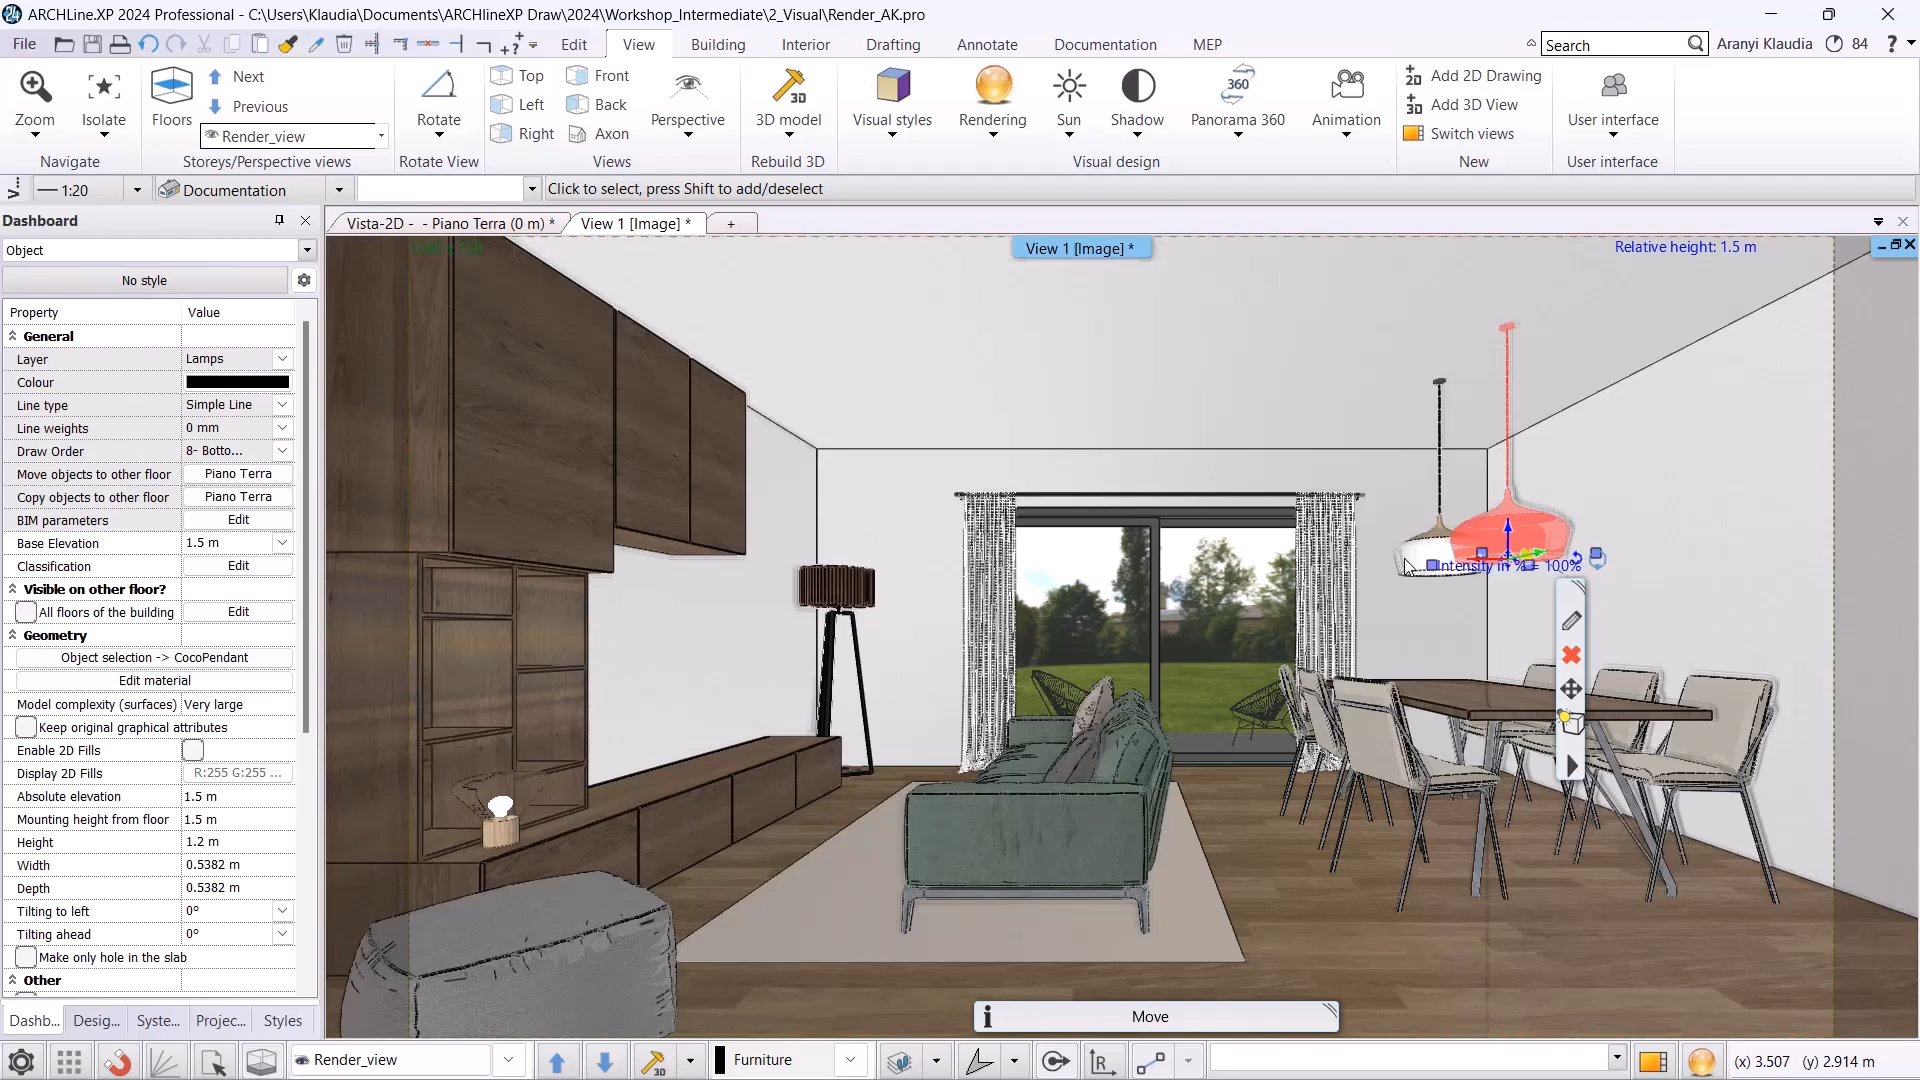 ARCHLine.XP 2024 Professional - C:\Users\Klaudia\Documents\ARCHlineXP Draw\2024\Workshop_Intermediate\2_Visual\Render_AK.pro
File Edit View Building Interior Drafting Annotate Documentation MEP Search Aranyi Klaudia 84 ?
Next Top Front Add 2D Drawing
Previous Left Back Add 3D View
Zoom Isolate Floors Render_view Rotate Right Axon Perspective 3D model Visual styles Rendering Sun Shadow Panorama 360 Animation Switch views User interface
Navigate Storeys/Perspective views Rotate View Views Rebuild 3D Visual design New User interface
1:20 Documentation Click to select, press Shift to add/deselect
Dashboard Vista-2D - - Piano Terra (0 m) * View 1 [Image] * +
Object View 1 [Image] * Relative height: 1.5 m
No style
Property Value
General
Layer Lamps
Colour
Line type Simple Line
Line weights 0 mm
Draw Order 8- Botto...
Move objects to other floor Piano Terra
Copy objects to other floor Piano Terra
BIM parameters Edit
Base Elevation 1.5 m
Classification Edit
Intensity in % = 100%
Visible on other floor?
All floors of the building Edit
Geometry
Object selection -> CocoPendant
Edit material
Model complexity (surfaces) Very large
Keep original graphical attributes
Enable 2D Fills
Display 2D Fills R:255 G:255 ...
Absolute elevation 1.5 m
Mounting height from floor 1.5 m
Height 1.2 m
Width 0.5382 m
Depth 0.5382 m
Tilting to left 0°
Tilting ahead 0°
Make only hole in the slab
Other
Dashb... Desig... Syste... Projec... Styles
Move
Render_view Furniture (x) 3.507 (y) 2.914 m